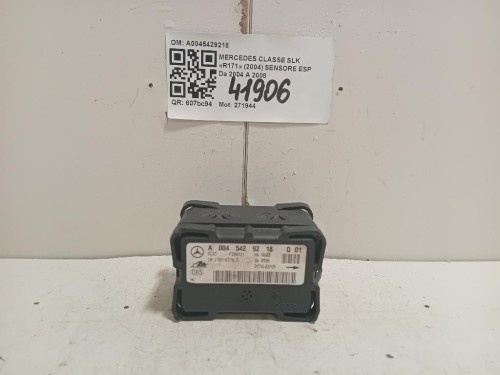 OM: A0045429218
MERCEDES CLASSE SLK
«R171» (2004) SENSORE ESP
Da 2004 A 2008
41906
QR: 607bc94 Mot: 271944
A 004 542 92 18 Q 01